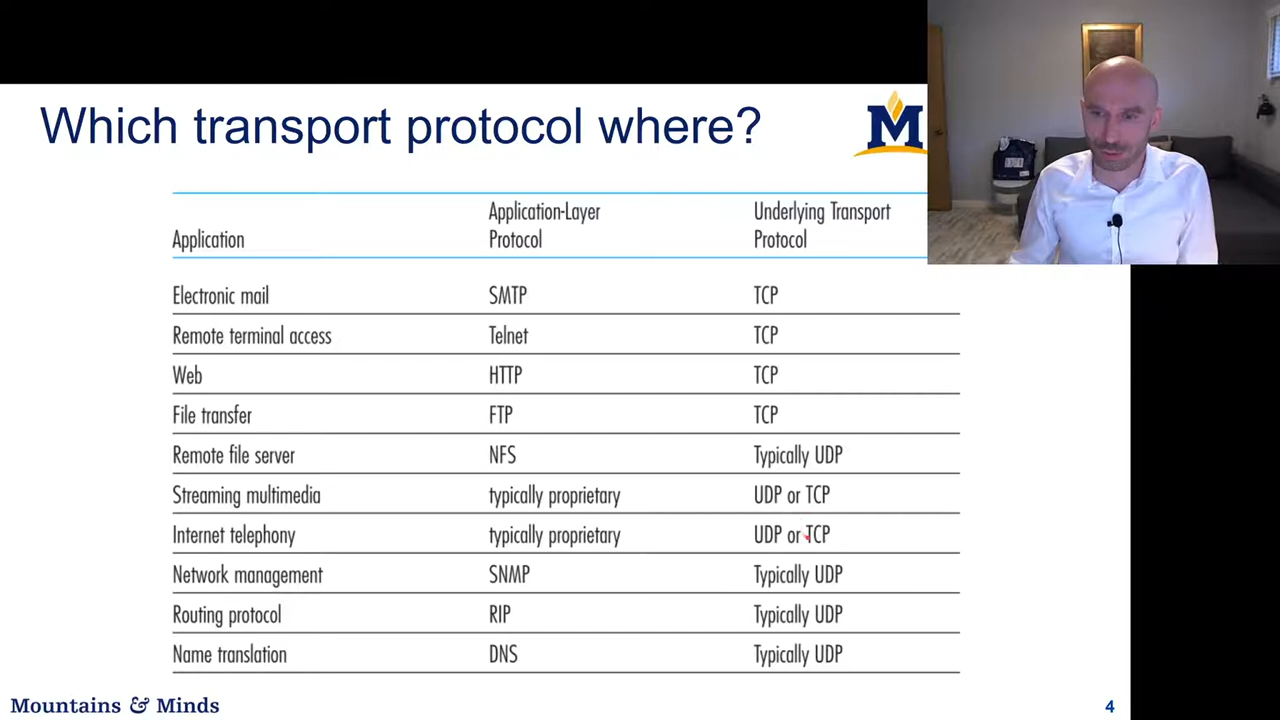 Which transport protocol where?
M
Application Application-Layer Protocol Underlying Transport Protocol
Electronic mail SMTP TCP
Remote terminal access Telnet TCP
Web HTTP TCP
File transfer FTP TCP
Remote file server NFS Typically UDP
Streaming multimedia typically proprietary UDP or TCP
Internet telephony typically proprietary UDP or TCP
Network management SNMP Typically UDP
Routing protocol RIP Typically UDP
Name translation DNS Typically UDP
Mountains & Minds 4